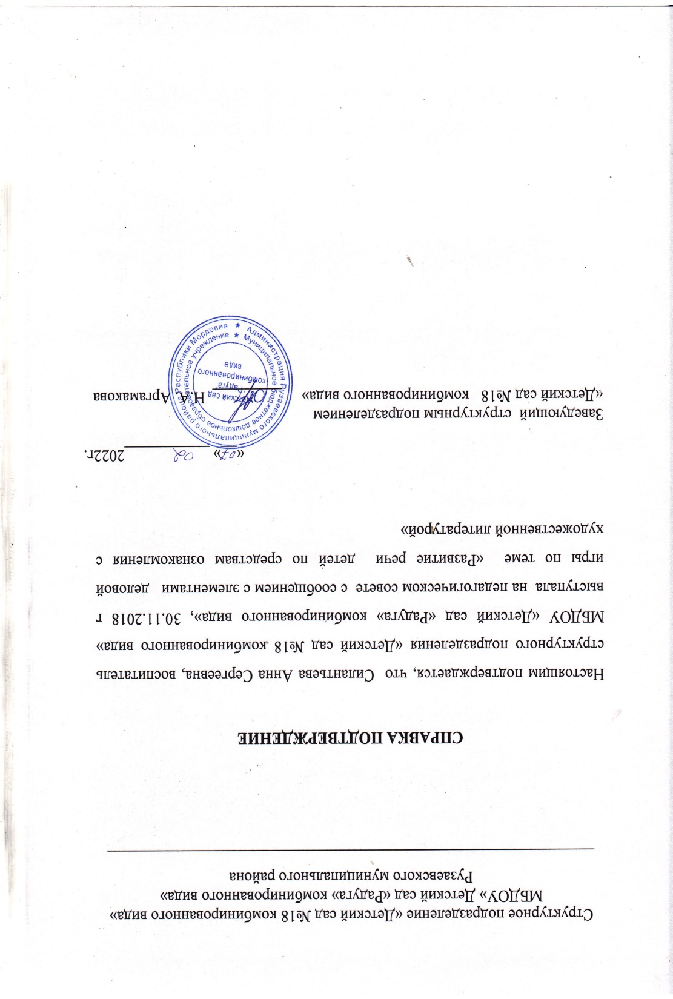 Структурное подразделение «Детский сад №18 комбинированного вида»
МБДОУ» Детский сад «Радуга» комбинированного вида»
Рузаевского муниципального района
СПРАВКА ПОДТВЕРЖДЕНИЕ
Настоящим подтверждается, что Силантьева Анна Сергеевна, воспитатель
структурного подразделения «Детский сад №18 комбинированного вида»
МБДОУ «Детский сад «Радуга» комбинированного вида», 30.11.2018 г
выступала на педагогическом совете с сообщением с элементами деловой
игры по теме «Развитие речи детей по средствам ознакомления с
художественной литературой»
«07» 02 2022г.
Заведующий структурным подразделением
«Детский сад №18 комбинированного вида» Н.А. Аргамакова
Администрация Рузаевского муниципального района Республики Мордовия
Муниципальное бюджетное дошкольное образовательное учреждение
"Детский сад
"Радуга"
комбинированного
вида